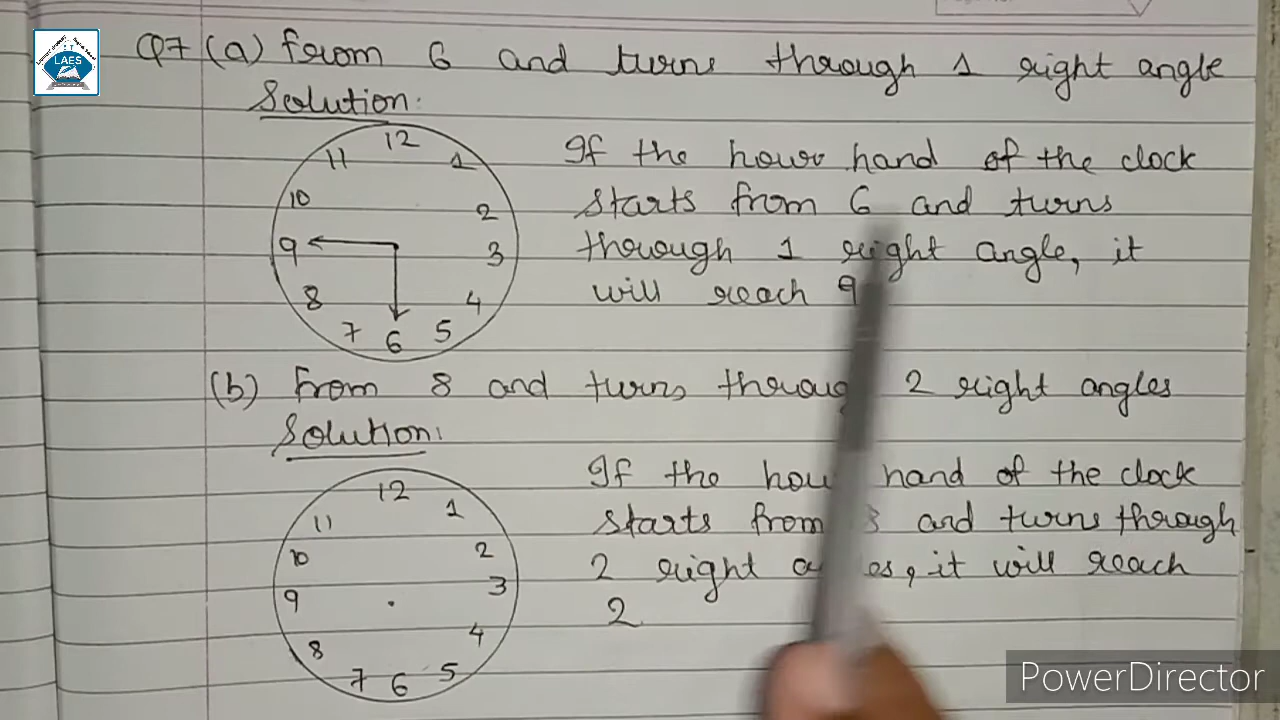 LAES
Q7 (a) From 6 and turns through 1 right angle
Solution:
12
11 1
10 2
9 3
8 4
7 6 5
If the hour hand of the clock
starts from 6 and turns
through 1 right angle, it
will reach 9
(b) From 8 and turns through 2 right angles
Solution:
12
11 1
10 2
9 3
8 4
7 6 5
If the hand of the clock
starts from and turns through
2 right , it will reach
2
PowerDirector